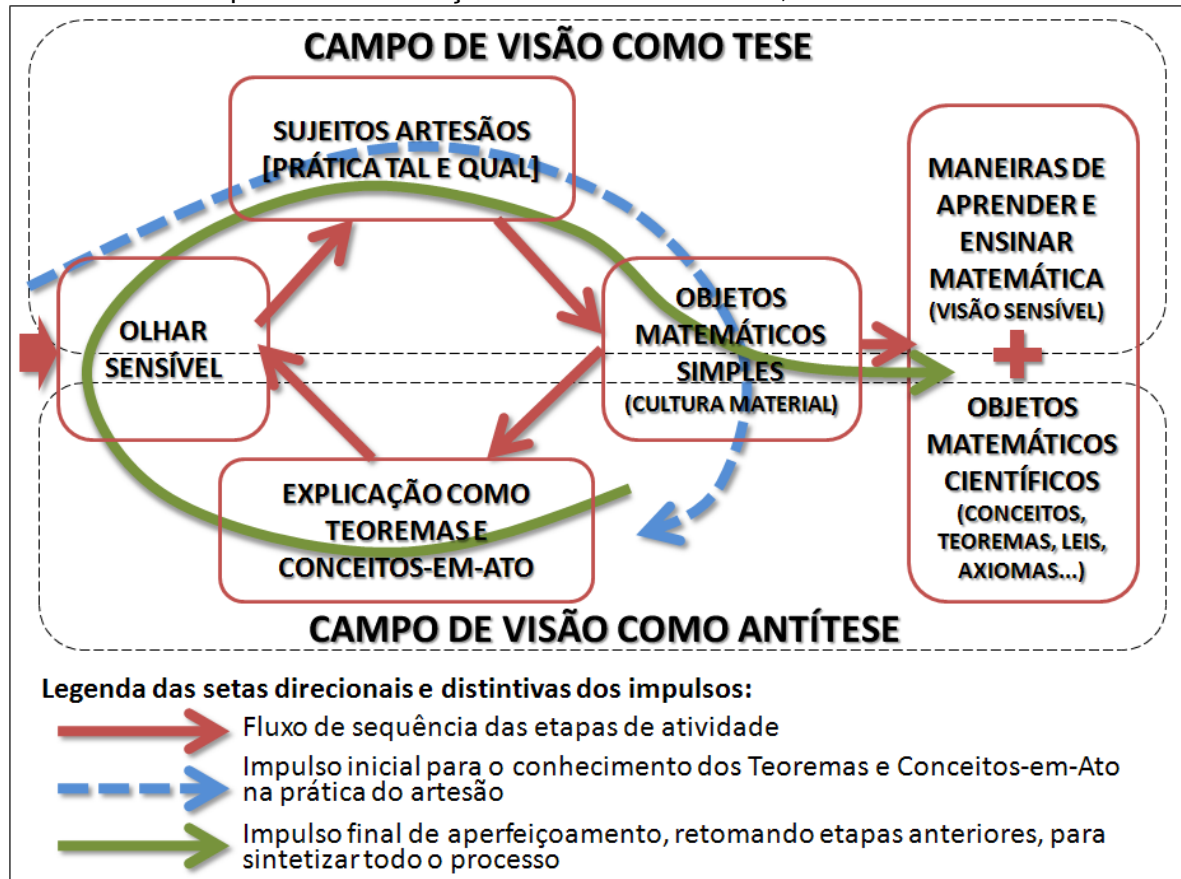 CAMPO DE VISÃO COMO TESE
SUJEITOS ARTESÃOS
[PRÁTICA TAL E QUAL]
OLHAR
SENSÍVEL
OBJETOS
MATEMÁTICOS
SIMPLES
(CULTURA MATERIAL)
EXPLICAÇÃO COMO
TEOREMAS E
CONCEITOS-EM-ATO
MANEIRAS DE
APRENDER E
ENSINAR
MATEMÁTICA
(VISÃO SENSÍVEL)
OBJETOS
MATEMÁTICOS
CIENTÍFICOS
(CONCEITOS,
TEOREMAS, LEIS,
AXIOMAS...)
CAMPO DE VISÃO COMO ANTÍTESE
Legenda das setas direcionais e distintivas dos impulsos:
Fluxo de sequência das etapas de atividade
Impulso inicial para o conhecimento dos Teoremas e Conceitos-em-Ato
na prática do artesão
Impulso final de aperfeiçoamento, retomando etapas anteriores, para
sintetizar todo o processo